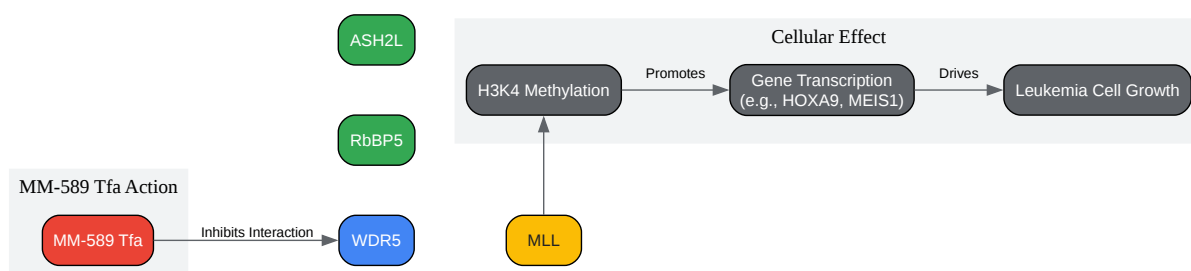 ASH2L
Cellular Effect
H3K4 Methylation
Promotes
Gene Transcription
(e.g., HOXA9, MEIS1)
Drives
Leukemia Cell Growth
RbBP5
MM-589 Tfa Action
MM-589 Tfa
Inhibits Interaction
WDR5
MLL